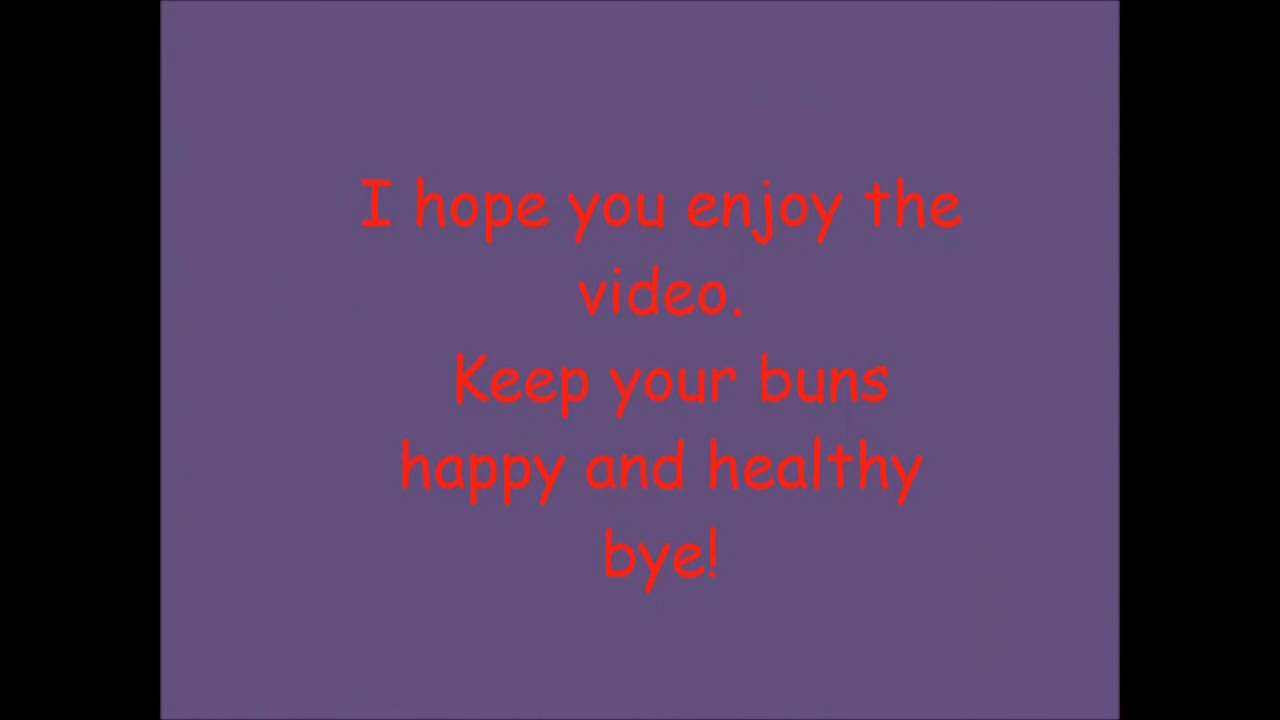 I hope you enjoy the
video.
Keep your buns
happy and healthy
bye!